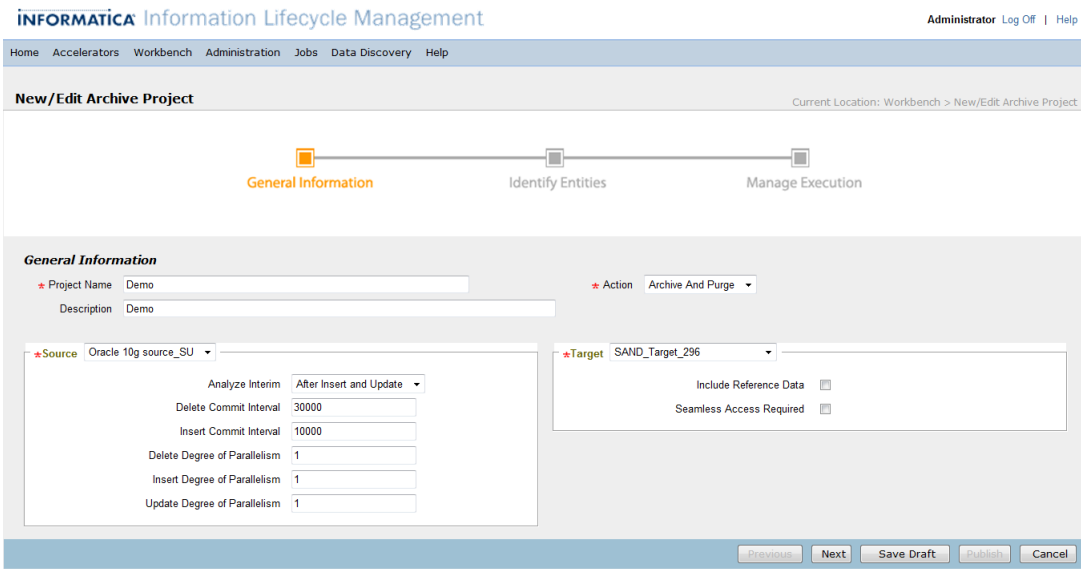 INFORMATICA Information Lifecycle Management
Administrator Log Off | Help
Home Accelerators Workbench Administration Jobs Data Discovery Help
New/Edit Archive Project
Current Location: Workbench > New/Edit Archive Project
General Information Identify Entities Manage Execution
General Information
* Project Name Demo * Action Archive And Purge
Description Demo
*Source Oracle 10g source_SU *Target SAND_Target_296
Analyze Interim After Insert and Update Include Reference Data
Delete Commit Interval 30000 Seamless Access Required
Insert Commit Interval 10000
Delete Degree of Parallelism 1
Insert Degree of Parallelism 1
Update Degree of Parallelism 1
Previous Next Save Draft Publish Cancel